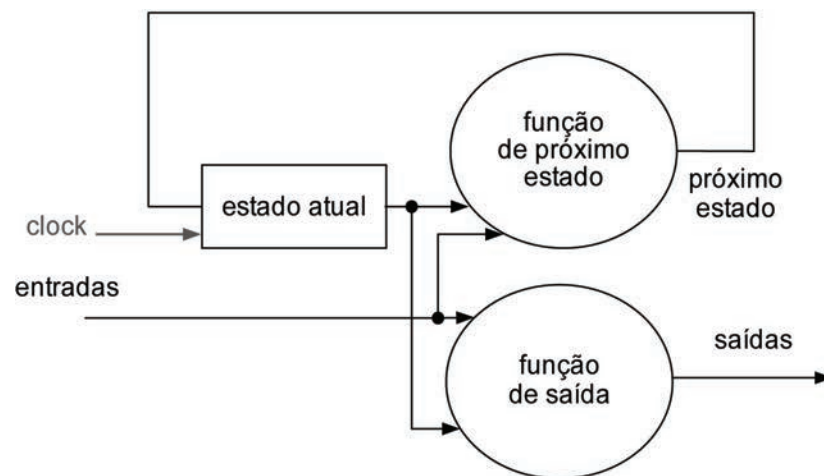 função
de próximo
estado
estado atual
próximo
estado
clock
entradas
saídas
função
de saída